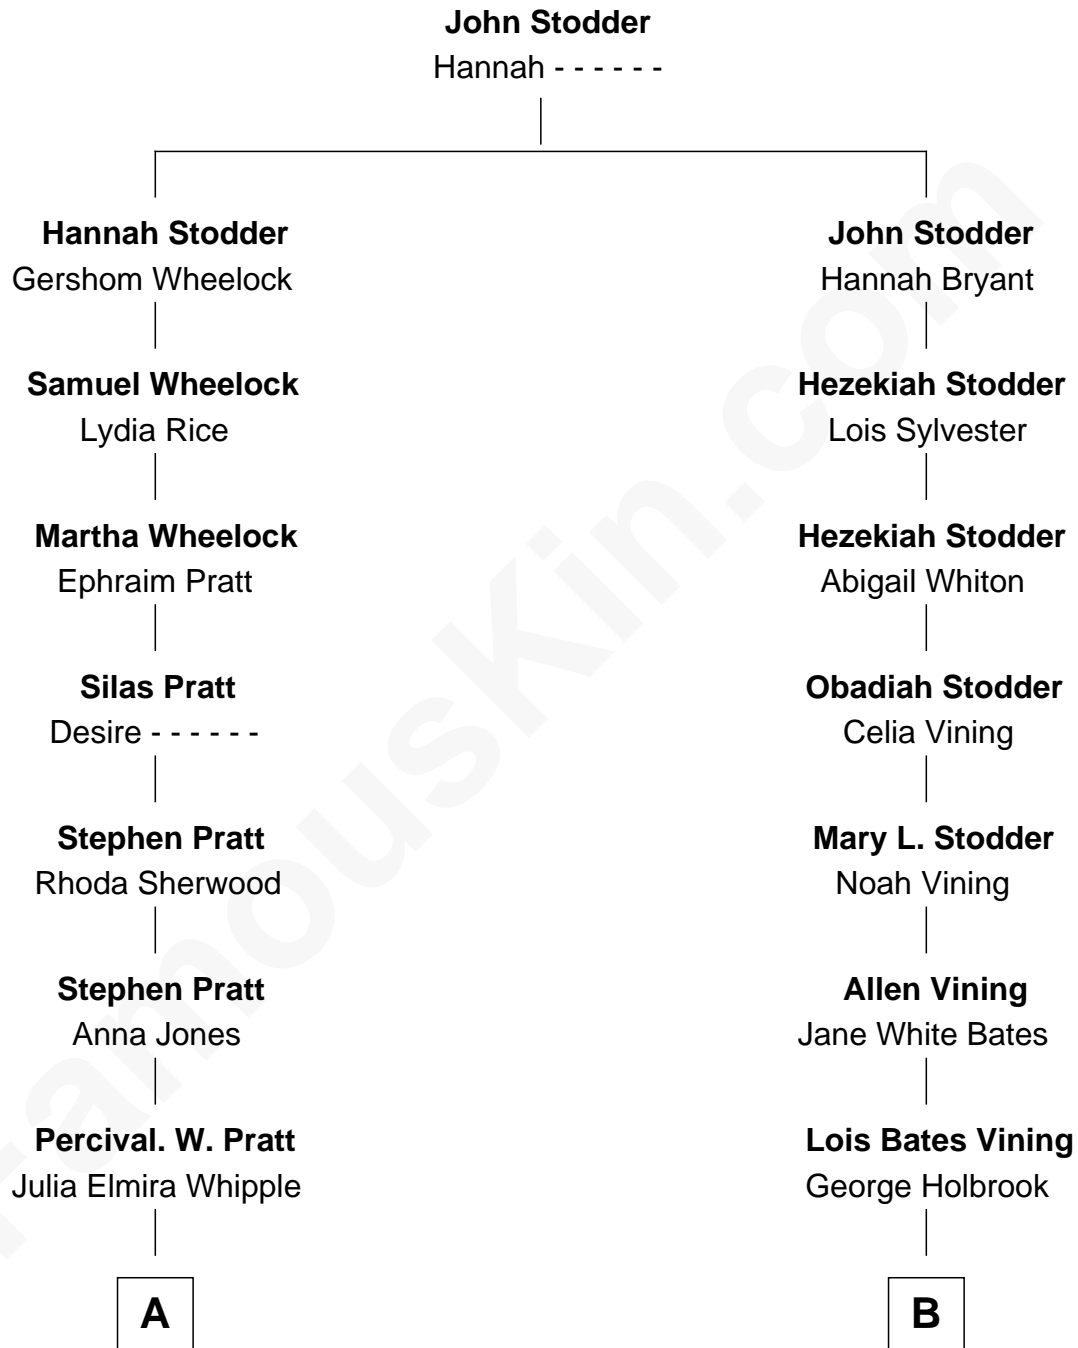 John Stodder
Hannah - - - - - -
Hannah Stodder
Gershom Wheelock
John Stodder
Hannah Bryant
Samuel Wheelock
Lydia Rice
Hezekiah Stodder
Lois Sylvester
Martha Wheelock
Ephraim Pratt
Hezekiah Stodder
Abigail Whiton
Silas Pratt
Desire - - - - - -
Obadiah Stodder
Celia Vining
Stephen Pratt
Rhoda Sherwood
Mary L. Stodder
Noah Vining
Stephen Pratt
Anna Jones
Allen Vining
Jane White Bates
Percival. W. Pratt
Julia Elmira Whipple
Lois Bates Vining
George Holbrook
A
B
FamousKin.com